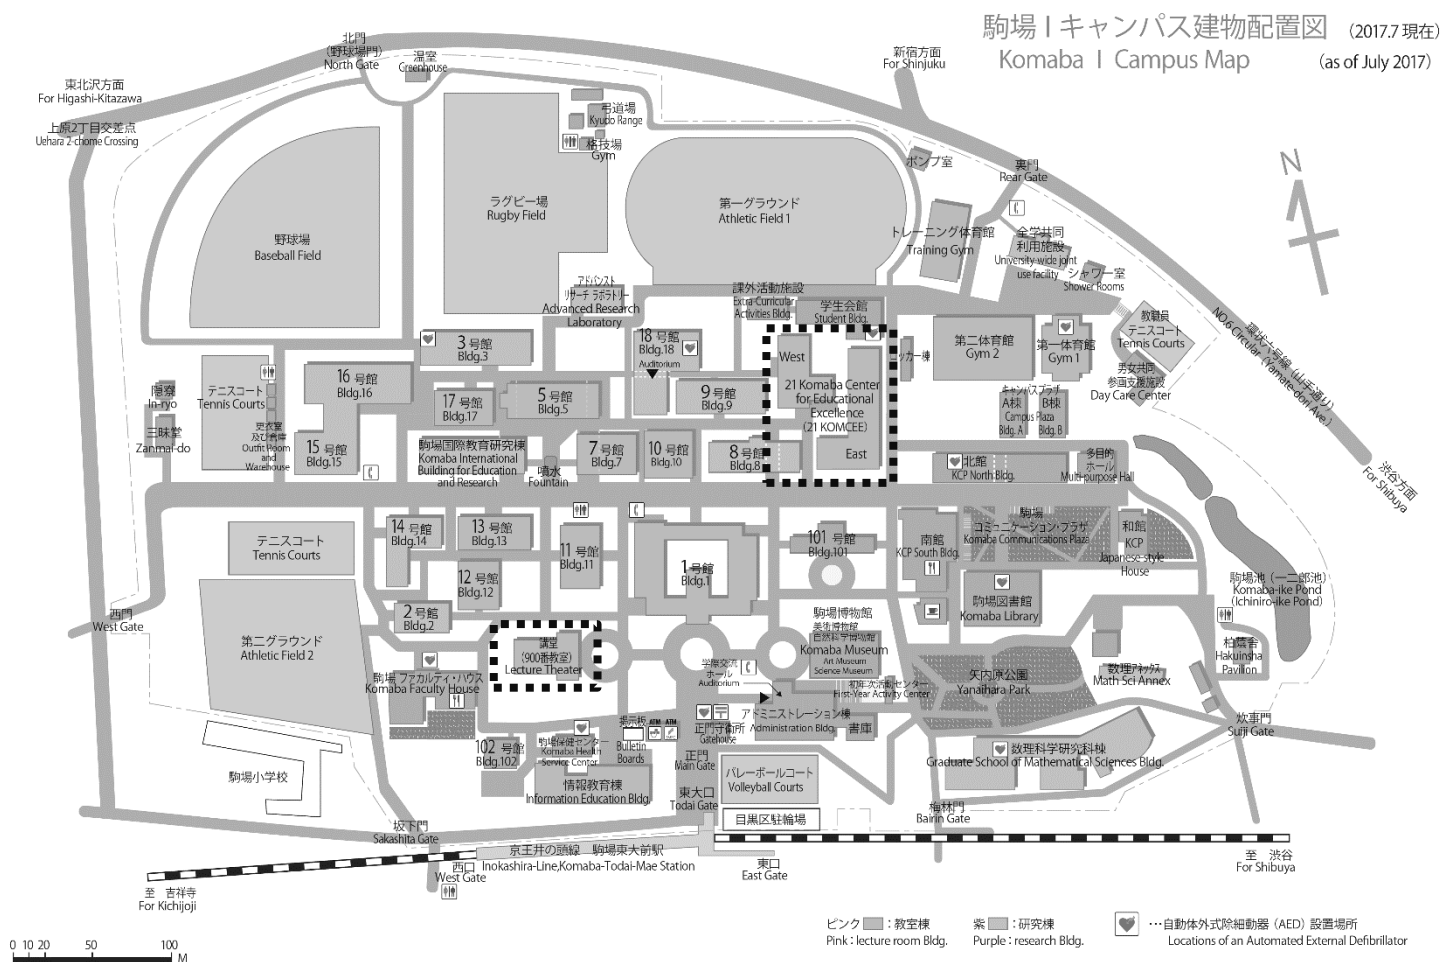 駒場Ⅰキャンパス建物配置図 (2017.7 現在)
Komaba Ⅰ Campus Map (as of July 2017)
北門
(野球場門)
North Gate
温室
Greenhouse
新宿方面
For Shinjuku
東北沢方面
For Higashi-Kitazawa
上原2丁目交差点
Uehara 2-chome Crossing
弓道場
Kyudo Range
格技場
Gym
ラグビー場
Rugby Field
第一グラウンド
Athletic Field 1
野球場
Baseball Field
ポンプ室
裏門
Rear Gate
N
トレーニング体育館
Training Gym
全学共同
利用施設
University-wide joint
use facility
シャワー室
Shower Rooms
アドバンスト
リサーチ ラボラトリー
Advanced Research
Laboratory
課外活動施設
Extra-Curricular
Activities Bldg.
学生会館
Student Bldg.
教職員
テニスコート
Tennis Courts
環状六号線 (山手通り)
NO.6 Circular (Yamate-dori Ave.)
3 号館
Bldg.3
18 号館
Bldg.18
Auditorium
West
ロッカー棟
第二体育館
Gym 2
第一体育館
Gym 1
男女共同
参画支援施設
Day Care Center
隠寮
In-ryo
三昧堂
Zanmai-do
テニスコート
Tennis Courts
更衣室
及び倉庫
Outfit Room
and
Warehouse
16 号館
Bldg.16
15 号館
Bldg.15
17 号館
Bldg.17
5 号館
Bldg.5
9 号館
Bldg.9
21 Komaba Center
for Educational
Excellence
(21 KOMCEE)
East
キャンパスプラザ
A棟 B棟
Campus Plaza
Bldg. A Bldg. B
駒場国際教育研究棟
Komaba International
Building for Education
and Research
噴水
Fountain
7 号館
Bldg.7
10 号館
Bldg.10
8 号館
Bldg.8
北館
KCP North Bldg.
多目的
ホール
Multi-purpose Hall
渋谷方面
For Shibuya
テニスコート
Tennis Courts
14 号館
Bldg.14
13 号館
Bldg.13
12 号館
Bldg.12
11 号館
Bldg.11
1 号館
Bldg.1
101 号館
Bldg.101
南館
KCP South Bldg.
駒場
コミュニケーション・プラザ
Komaba Communications Plaza
和館
KCP
Japanese-style
House
駒場図書館
Komaba Library
駒場池 (一二郎池)
Komaba-ike Pond
(Ichiniro-ike Pond)
西門
West Gate
第二グラウンド
Athletic Field 2
2 号館
Bldg.2
講堂
(900番教室)
Lecture Theater
駒場博物館
美術博物館
自然科学博物館
Komaba Museum
Art Museum
Science Museum
柏蔭舎
Hakuinsha
Pavilion
駒場 ファカルティ・ハウス
Komaba Faculty House
学際交流
ホール
Auditorium
初年次活動センター
First-Year Activity Center
矢内原公園
Yanaihara Park
数理アネックス
Math Sci Annex
炊事門
Suiji Gate
駒場小学校
102 号館
Bldg.102
駒場保健センター
Komaba Health
Service Center
掲示板
Bulletin
Boards
ATM ATM
正門守衛所
Gatehouse
アドミニストレーション棟
Administration Bldg.
書庫
数理科学研究科棟
Graduate School of Mathematical Sciences Bldg.
情報教育棟
Information Education Bldg.
正門
Main Gate
東大口
Todai Gate
バレーボールコート
Volleyball Courts
目黒区駐輪場
梅林門
Bairin Gate
坂下門
Sakashita Gate
京王井の頭線 駒場東大前駅
Inokashira-Line,Komaba-Todai-Mae Station
西口
West Gate
東口
East Gate
至 渋谷
For Shibuya
至 吉祥寺
For Kichijoji
0 10 20 50 100
M
ピンク :教室棟
Pink : lecture room Bldg.
紫 :研究棟
Purple : research Bldg.
…自動体外式除細動器 (AED) 設置場所
Locations of an Automated External Defibrillator